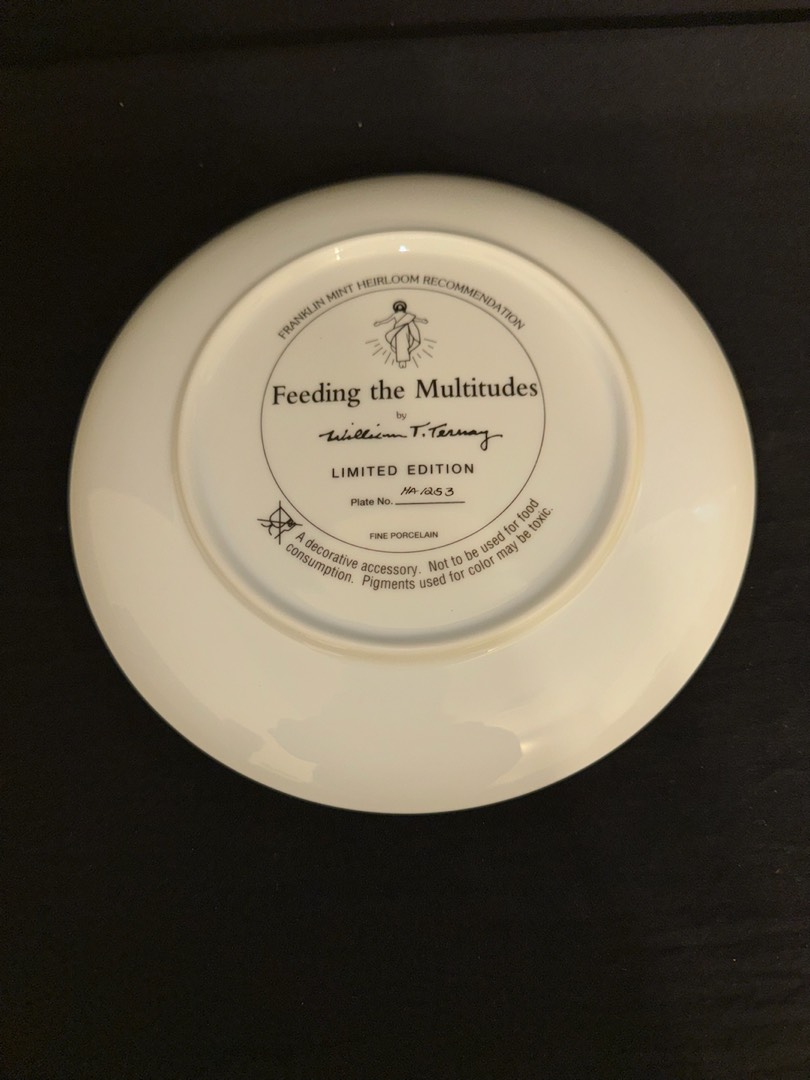 FRANKLIN MINT HEIRLOOM RECOMMENDATION
Feeding the Multitudes
by
William T. Ternay
LIMITED EDITION
Plate No. HA 1253
FINE PORCELAIN
A decorative accessory. Not to be used for food
consumption. Pigments used for color may be toxic.